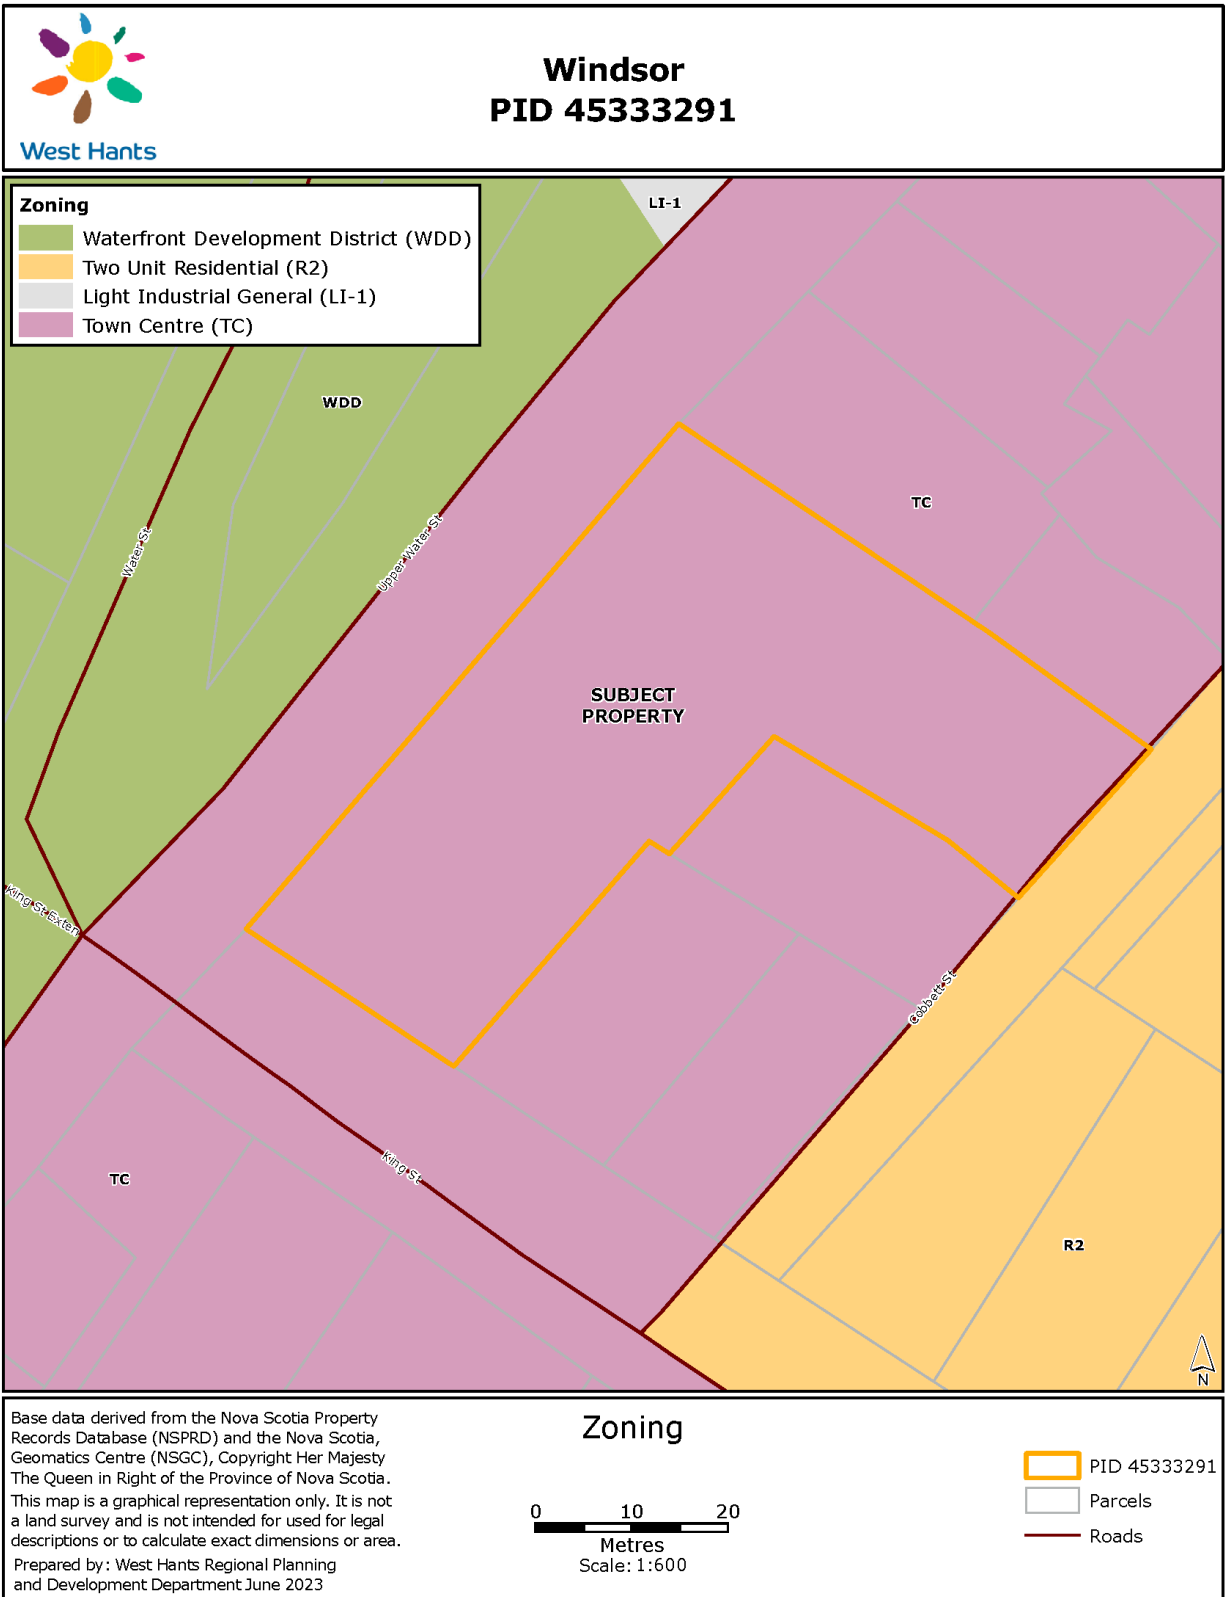 West Hants
Windsor
PID 45333291
Zoning
Waterfront Development District (WDD)
Two Unit Residential (R2)
Light Industrial General (LI-1)
Town Centre (TC)
LI-1
WDD
TC
Water St
Upper Water St
SUBJECT
PROPERTY
King St Exten
Cobbett St
King St
TC
R2
N
Base data derived from the Nova Scotia Property
Records Database (NSPRD) and the Nova Scotia,
Geomatics Centre (NSGC), Copyright Her Majesty
The Queen in Right of the Province of Nova Scotia.
This map is a graphical representation only. It is not
a land survey and is not intended for used for legal
descriptions or to calculate exact dimensions or area.
Prepared by: West Hants Regional Planning
and Development Department June 2023
Zoning
0 10 20
Metres
Scale: 1:600
PID 45333291
Parcels
Roads